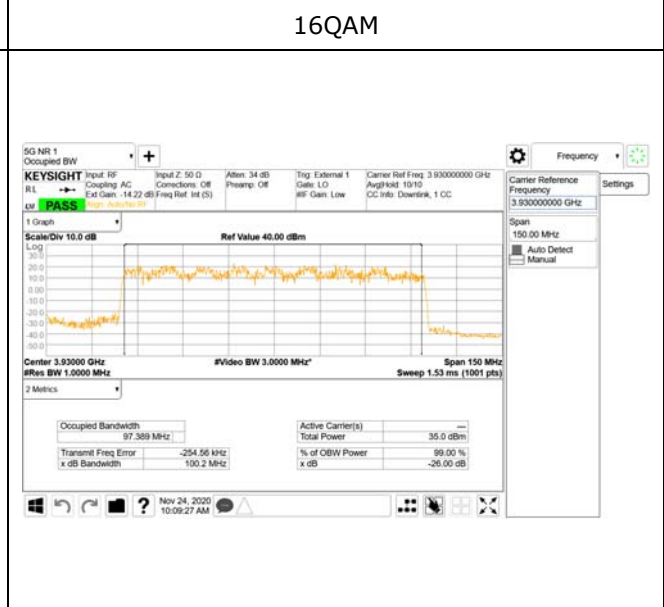 16QAM
5G NR 1
Occupied BW
+
Frequency
KEYSIGHT
RL
PASS
Input: RF
Coupling: AC
Ext Gain: -14.22 dB
Align: Auto/No RF
Input Z: 50 Ω
Corrections: Off
Freq Ref: Int (S)
Atten: 34 dB
Preamp: Off
Trig: External 1
Gate: LO
#IF Gain: Low
Carrier Ref Freq: 3.930000000 GHz
Avg|Hold: 10/10
CC Info: Downlink, 1 CC
Carrier Reference
Frequency
3.930000000 GHz
Settings
Span
150.00 MHz
Auto Detect
Manual
1 Graph
Scale/Div 10.0 dB
Ref Value 40.00 dBm
Log
30.0
20.0
10.0
0.00
-10.0
-20.0
-30.0
-40.0
-50.0
Center 3.93000 GHz
#Video BW 3.0000 MHz*
Span 150 MHz
#Res BW 1.0000 MHz
Sweep 1.53 ms (1001 pts)
2 Metrics
Occupied Bandwidth
97.389 MHz
Transmit Freq Error -254.56 kHz
x dB Bandwidth 100.2 MHz
Active Carrier(s) ---
Total Power 35.0 dBm
% of OBW Power 99.00 %
x dB -26.00 dB
?
Nov 24, 2020
10:09:27 AM